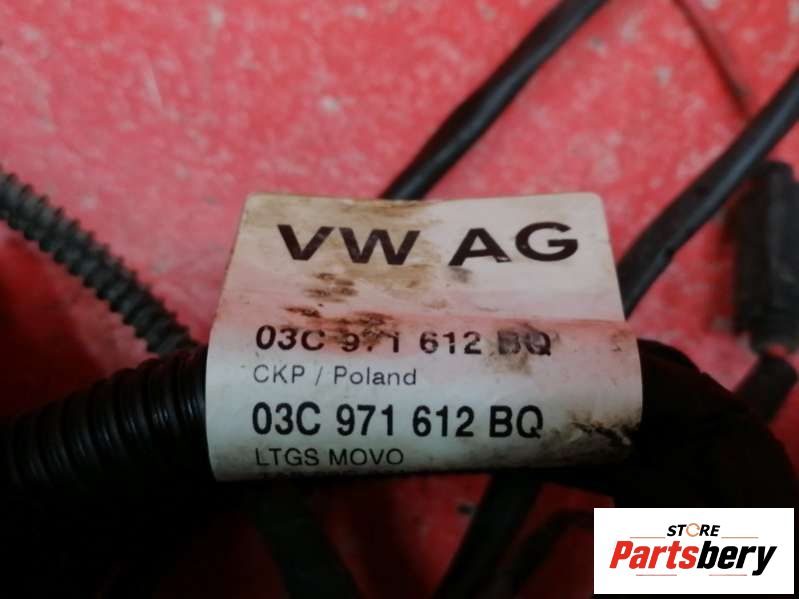 VW AG
03C 971 612 BQ
CKP / Poland
03C 971 612 BQ
LTGS MOVO
STORE
Partsbery